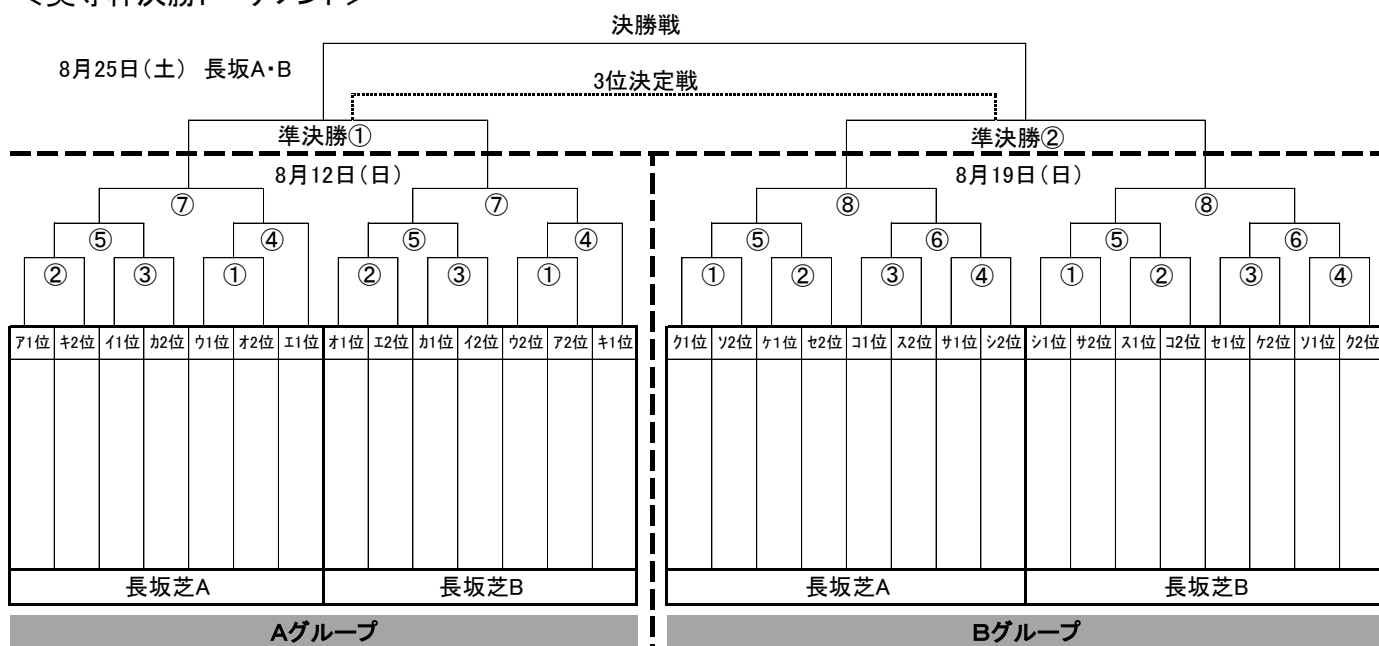 決勝戦
8月25日(土) 長坂A・B
3位決定戦
準決勝① 準決勝②
8月12日(日) 8月19日(日)
⑦ ⑦ ⑧ ⑧
⑤ ④ ⑤ ④ ⑤ ⑥ ⑤ ⑥
② ③ ① ② ③ ① ① ② ③ ④ ① ② ③ ④
ア1位 キ2位 イ1位 カ2位 ウ1位 オ2位 エ1位 オ1位 エ2位 カ1位 イ2位 ウ2位 ア2位 キ1位 ク1位 ソ2位 ケ1位 セ2位 コ1位 ス2位 サ1位 シ2位 シ1位 サ2位 ス1位 コ2位 セ1位 ケ2位 ソ1位 ク2位
長坂芝A 長坂芝B 長坂芝A 長坂芝B
Aグループ Bグループ